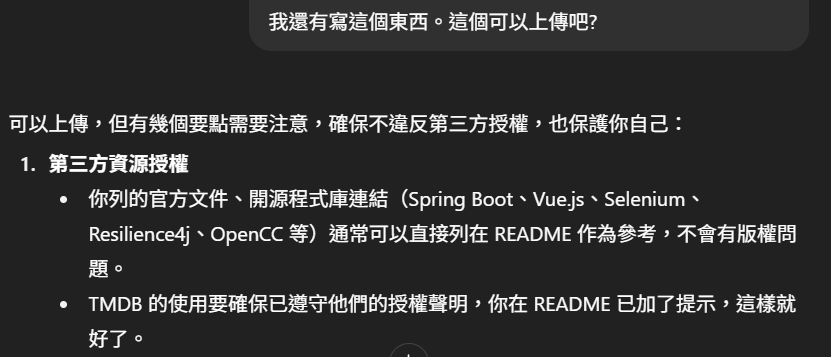 我還有寫這個東西。這個可以上傳吧?
可以上傳，但有幾個要點需要注意，確保不違反第三方授權，也保護你自己：
1. 第三方資源授權
• 你列的官方文件、開源程式庫連結（Spring Boot、Vue.js、Selenium、
Resilience4j、OpenCC 等）通常可以直接列在 README 作為參考，不會有版權問
題。
• TMDB 的使用要確保已遵守他們的授權聲明，你在 README 已加了提示，這樣就
好了。